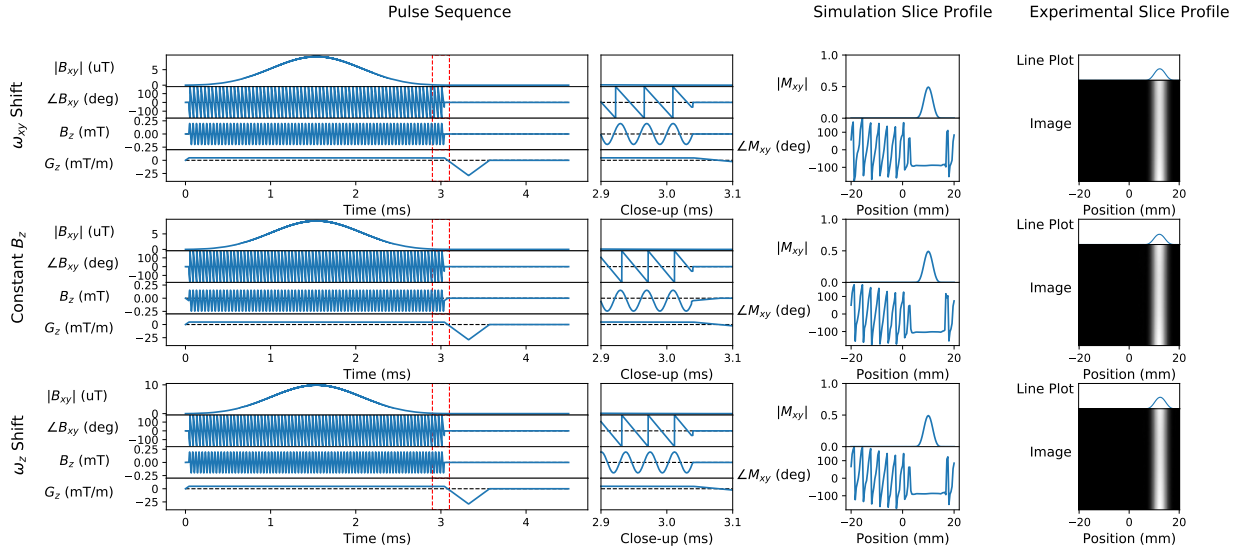 Pulse Sequence
Simulation Slice Profile
Experimental Slice Profile
ω_xy Shift
|B_xy| (uT)
5
0
∠B_xy (deg)
100
0
−100
B_z (mT)
0.25
0.00
−0.25
G_z (mT/m)
0
−25
0 1 2 3 4
Time (ms)
2.9 3.0 3.1
Close-up (ms)
|M_xy|
1.0
0.5
0.0
∠M_xy (deg)
100
0
−100
−20 0 20
Position (mm)
Line Plot
Image
−20 0 20
Position (mm)
Constant B_z
|B_xy| (uT)
5
0
∠B_xy (deg)
100
0
−100
B_z (mT)
0.25
0.00
−0.25
G_z (mT/m)
0
−25
0 1 2 3 4
Time (ms)
2.9 3.0 3.1
Close-up (ms)
|M_xy|
1.0
0.5
0.0
∠M_xy (deg)
100
0
−100
−20 0 20
Position (mm)
Line Plot
Image
−20 0 20
Position (mm)
ω_z Shift
|B_xy| (uT)
10
0
∠B_xy (deg)
100
0
−100
B_z (mT)
0.25
0.00
−0.25
G_z (mT/m)
0
−25
0 1 2 3 4
Time (ms)
2.9 3.0 3.1
Close-up (ms)
|M_xy|
1.0
0.5
0.0
∠M_xy (deg)
100
0
−100
−20 0 20
Position (mm)
Line Plot
Image
−20 0 20
Position (mm)